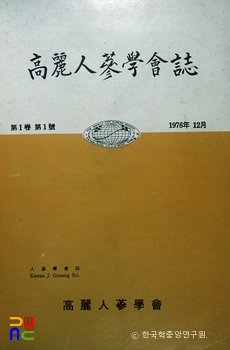 高麗人蔘學會誌
第1卷 第1號
1976年 12月
人 蔘 學 會 誌
Korean J. Ginseng Sci.
高麗人蔘學會
© 한국학중앙연구원.